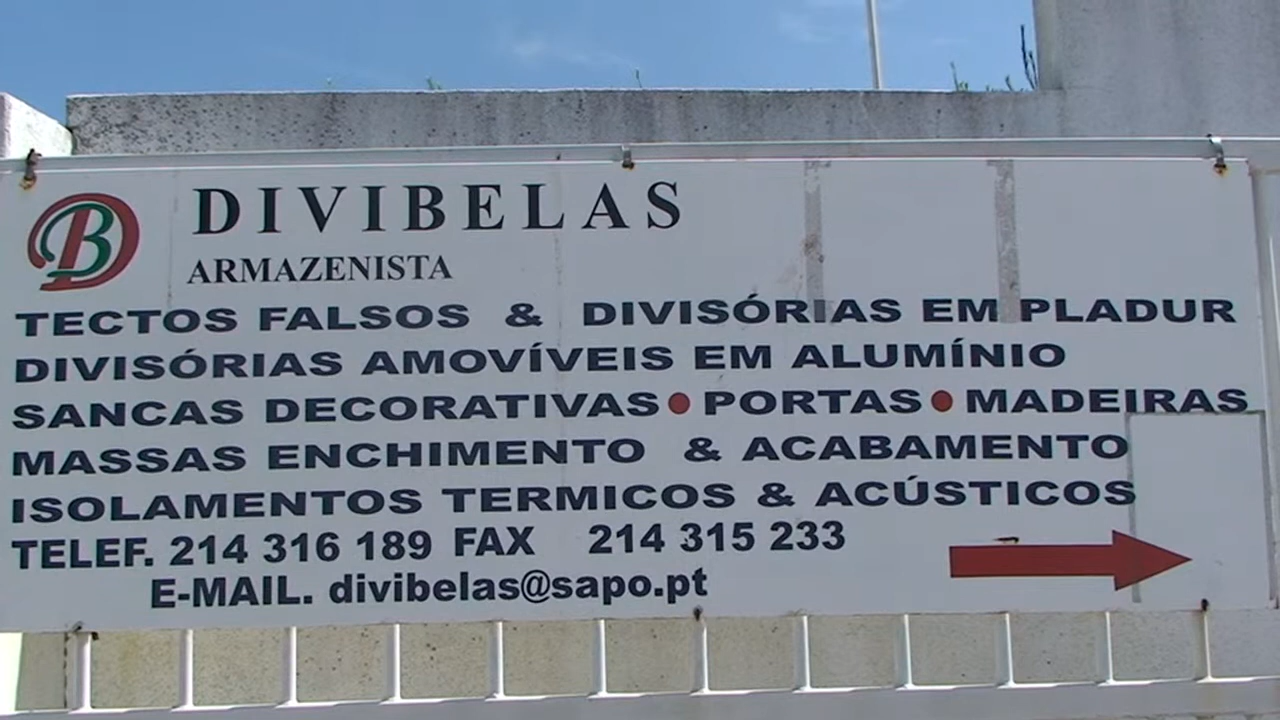 DB
DIVIBELAS
ARMAZENISTA
TECTOS FALSOS & DIVISÓRIAS EM PLADUR
DIVISÓRIAS AMOVÍVEIS EM ALUMÍNIO
SANCAS DECORATIVAS • PORTAS • MADEIRAS
MASSAS ENCHIMENTO & ACABAMENTO
ISOLAMENTOS TERMICOS & ACÚSTICOS
TELEF. 214 316 189 FAX 214 315 233
E-MAIL. divibelas@sapo.pt